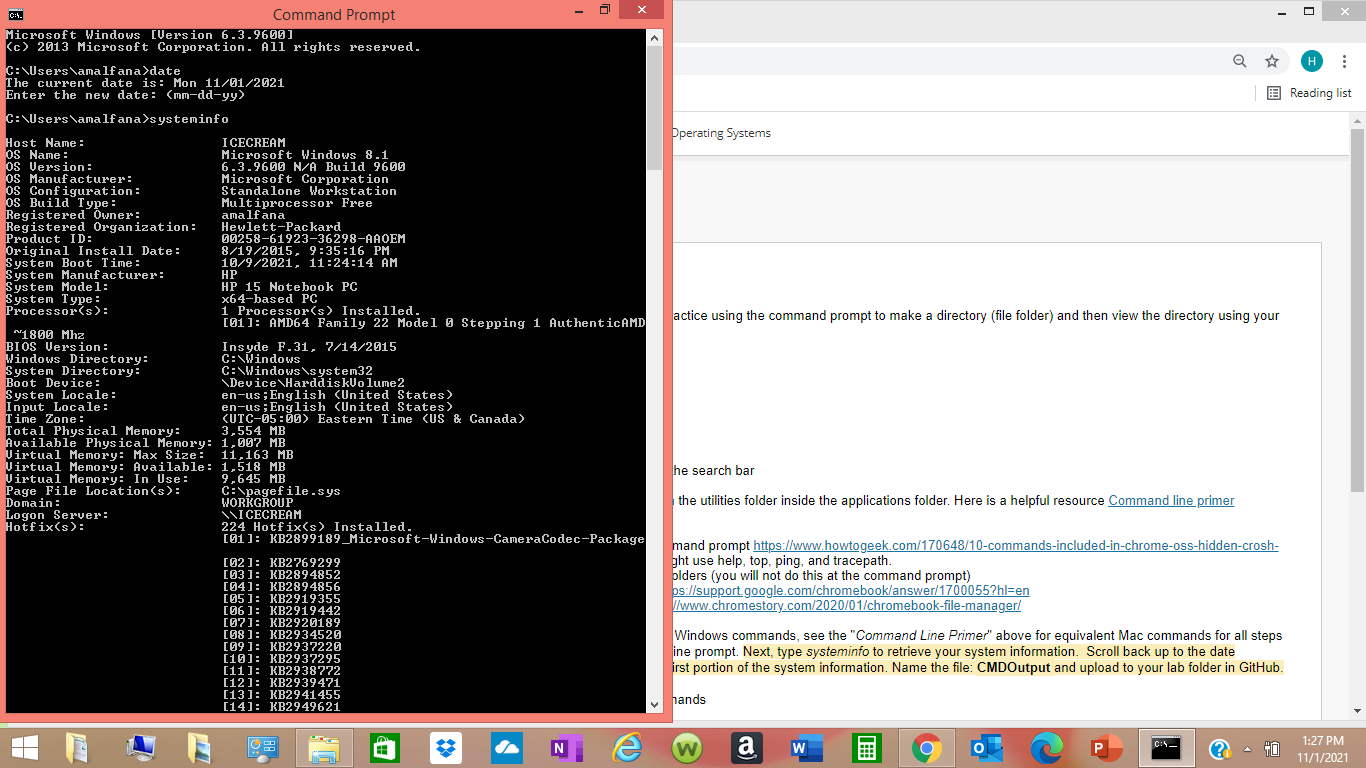 Command Prompt
Microsoft Windows [Version 6.3.9600]
(c) 2013 Microsoft Corporation. All rights reserved.
C:\Users\amalfana>date
The current date is: Mon 11/01/2021
Enter the new date: (mm-dd-yy)
C:\Users\amalfana>systeminfo
Host Name: ICECREAM
OS Name: Microsoft Windows 8.1
OS Version: 6.3.9600 N/A Build 9600
OS Manufacturer: Microsoft Corporation
OS Configuration: Standalone Workstation
OS Build Type: Multiprocessor Free
Registered Owner: amalfana
Registered Organization: Hewlett-Packard
Product ID: 00258-61923-36298-AAOEM
Original Install Date: 8/19/2015, 9:35:16 PM
System Boot Time: 10/9/2021, 11:24:14 AM
System Manufacturer: HP
System Model: HP 15 Notebook PC
System Type: x64-based PC
Processor(s): 1 Processor(s) Installed.
[01]: AMD64 Family 22 Model 0 Stepping 1 AuthenticAMD
~1800 Mhz
BIOS Version: Insyde F.31, 7/14/2015
Windows Directory: C:\Windows
System Directory: C:\Windows\system32
Boot Device: \Device\HarddiskVolume2
System Locale: en-us;English (United States)
Input Locale: en-us;English (United States)
Time Zone: (UTC-05:00) Eastern Time (US & Canada)
Total Physical Memory: 3,554 MB
Available Physical Memory: 1,007 MB
Virtual Memory: Max Size: 11,163 MB
Virtual Memory: Available: 1,518 MB
Virtual Memory: In Use: 9,645 MB
Page File Location(s): C:\pagefile.sys
Domain: WORKGROUP
Logon Server: \\ICECREAM
Hotfix(s): 224 Hotfix(s) Installed.
[01]: KB2899189_Microsoft-Windows-CameraCodec-Package
[02]: KB2769299
[03]: KB2894852
[04]: KB2894856
[05]: KB2919355
[06]: KB2919442
[07]: KB2920189
[08]: KB2934520
[09]: KB2937220
[10]: KB2937295
[11]: KB2938772
[12]: KB2939471
[13]: KB2941455
[14]: KB2949621
H
Reading list
Operating Systems
actice using the command prompt to make a directory (file folder) and then view the directory using your
he search bar
the utilities folder inside the applications folder. Here is a helpful resource Command line primer
mand prompt https://www.howtogeek.com/170648/10-commands-included-in-chrome-oss-hidden-crosh-
ght use help, top, ping, and tracepath.
olders (you will not do this at the command prompt)
ps://support.google.com/chromebook/answer/1700055?hl=en
//www.chromestory.com/2020/01/chromebook-file-manager/
Windows commands, see the "Command Line Primer" above for equivalent Mac commands for all steps
ine prompt. Next, type systeminfo to retrieve your system information. Scroll back up to the date
irst portion of the system information. Name the file: CMDOutput and upload to your lab folder in GitHub.
nands
1:27 PM
11/1/2021